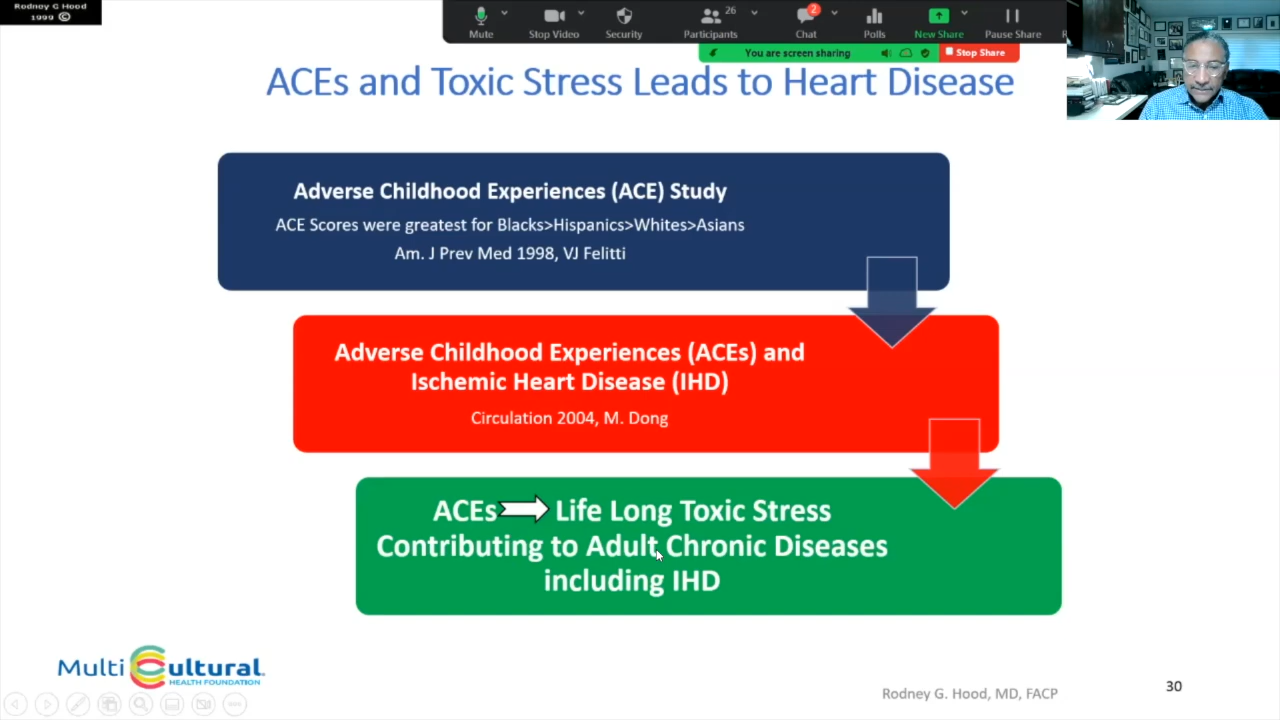 Rodney G Hood
1999 ©
Mute
Stop Video
Security
26
Participants
2
Chat
Polls
New Share
Pause Share
You are screen sharing
Stop Share
ACEs and Toxic Stress Leads to Heart Disease
Adverse Childhood Experiences (ACE) Study
ACE Scores were greatest for Blacks>Hispanics>Whites>Asians
Am. J Prev Med 1998, VJ Felitti
Adverse Childhood Experiences (ACEs) and
Ischemic Heart Disease (IHD)
Circulation 2004, M. Dong
ACEs Life Long Toxic Stress
Contributing to Adult Chronic Diseases
including IHD
Multi Cultural
HEALTH FOUNDATION
Rodney G. Hood, MD, FACP
30